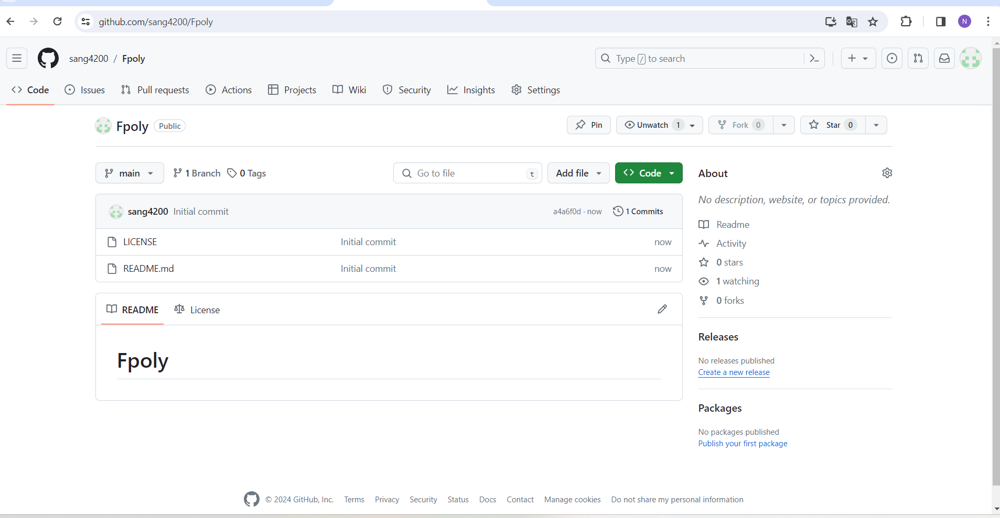 github.com/sang4200/Fpoly
N
sang4200 / Fpoly
Type / to search
Code Issues Pull requests Actions Projects Wiki Security Insights Settings
Fpoly Public
Pin Unwatch 1 Fork 0 Star 0
main 1 Branch 0 Tags
Go to file t Add file Code
About
No description, website, or topics provided.
sang4200 Initial commit a4a6f0d · now 1 Commits
LICENSE Initial commit now
README.md Initial commit now
Readme
Activity
0 stars
1 watching
0 forks
README License
Fpoly
Releases
No releases published
Create a new release
Packages
No packages published
Publish your first package
© 2024 GitHub, Inc. Terms Privacy Security Status Docs Contact Manage cookies Do not share my personal information